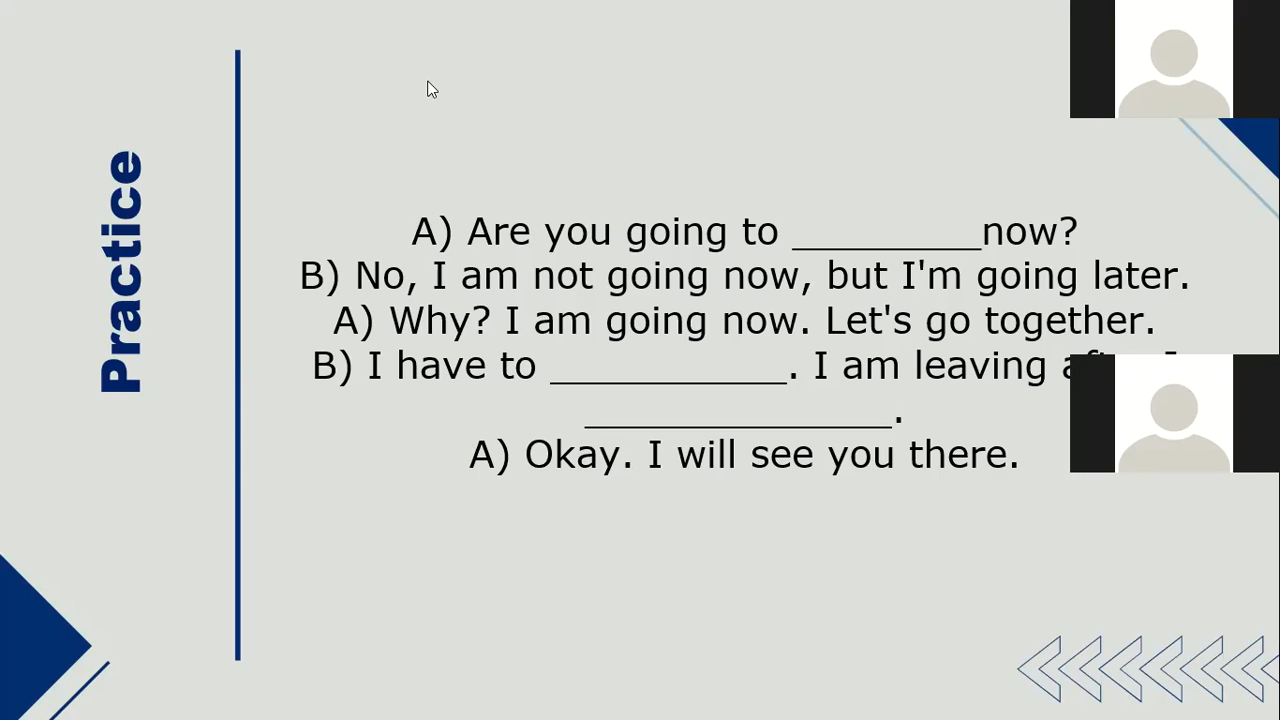 Practice
A) Are you going to _________now?
B) No, I am not going now, but I'm going later.
A) Why? I am going now. Let's go together.
B) I have to ___________. I am leaving
_______________.
A) Okay. I will see you there.